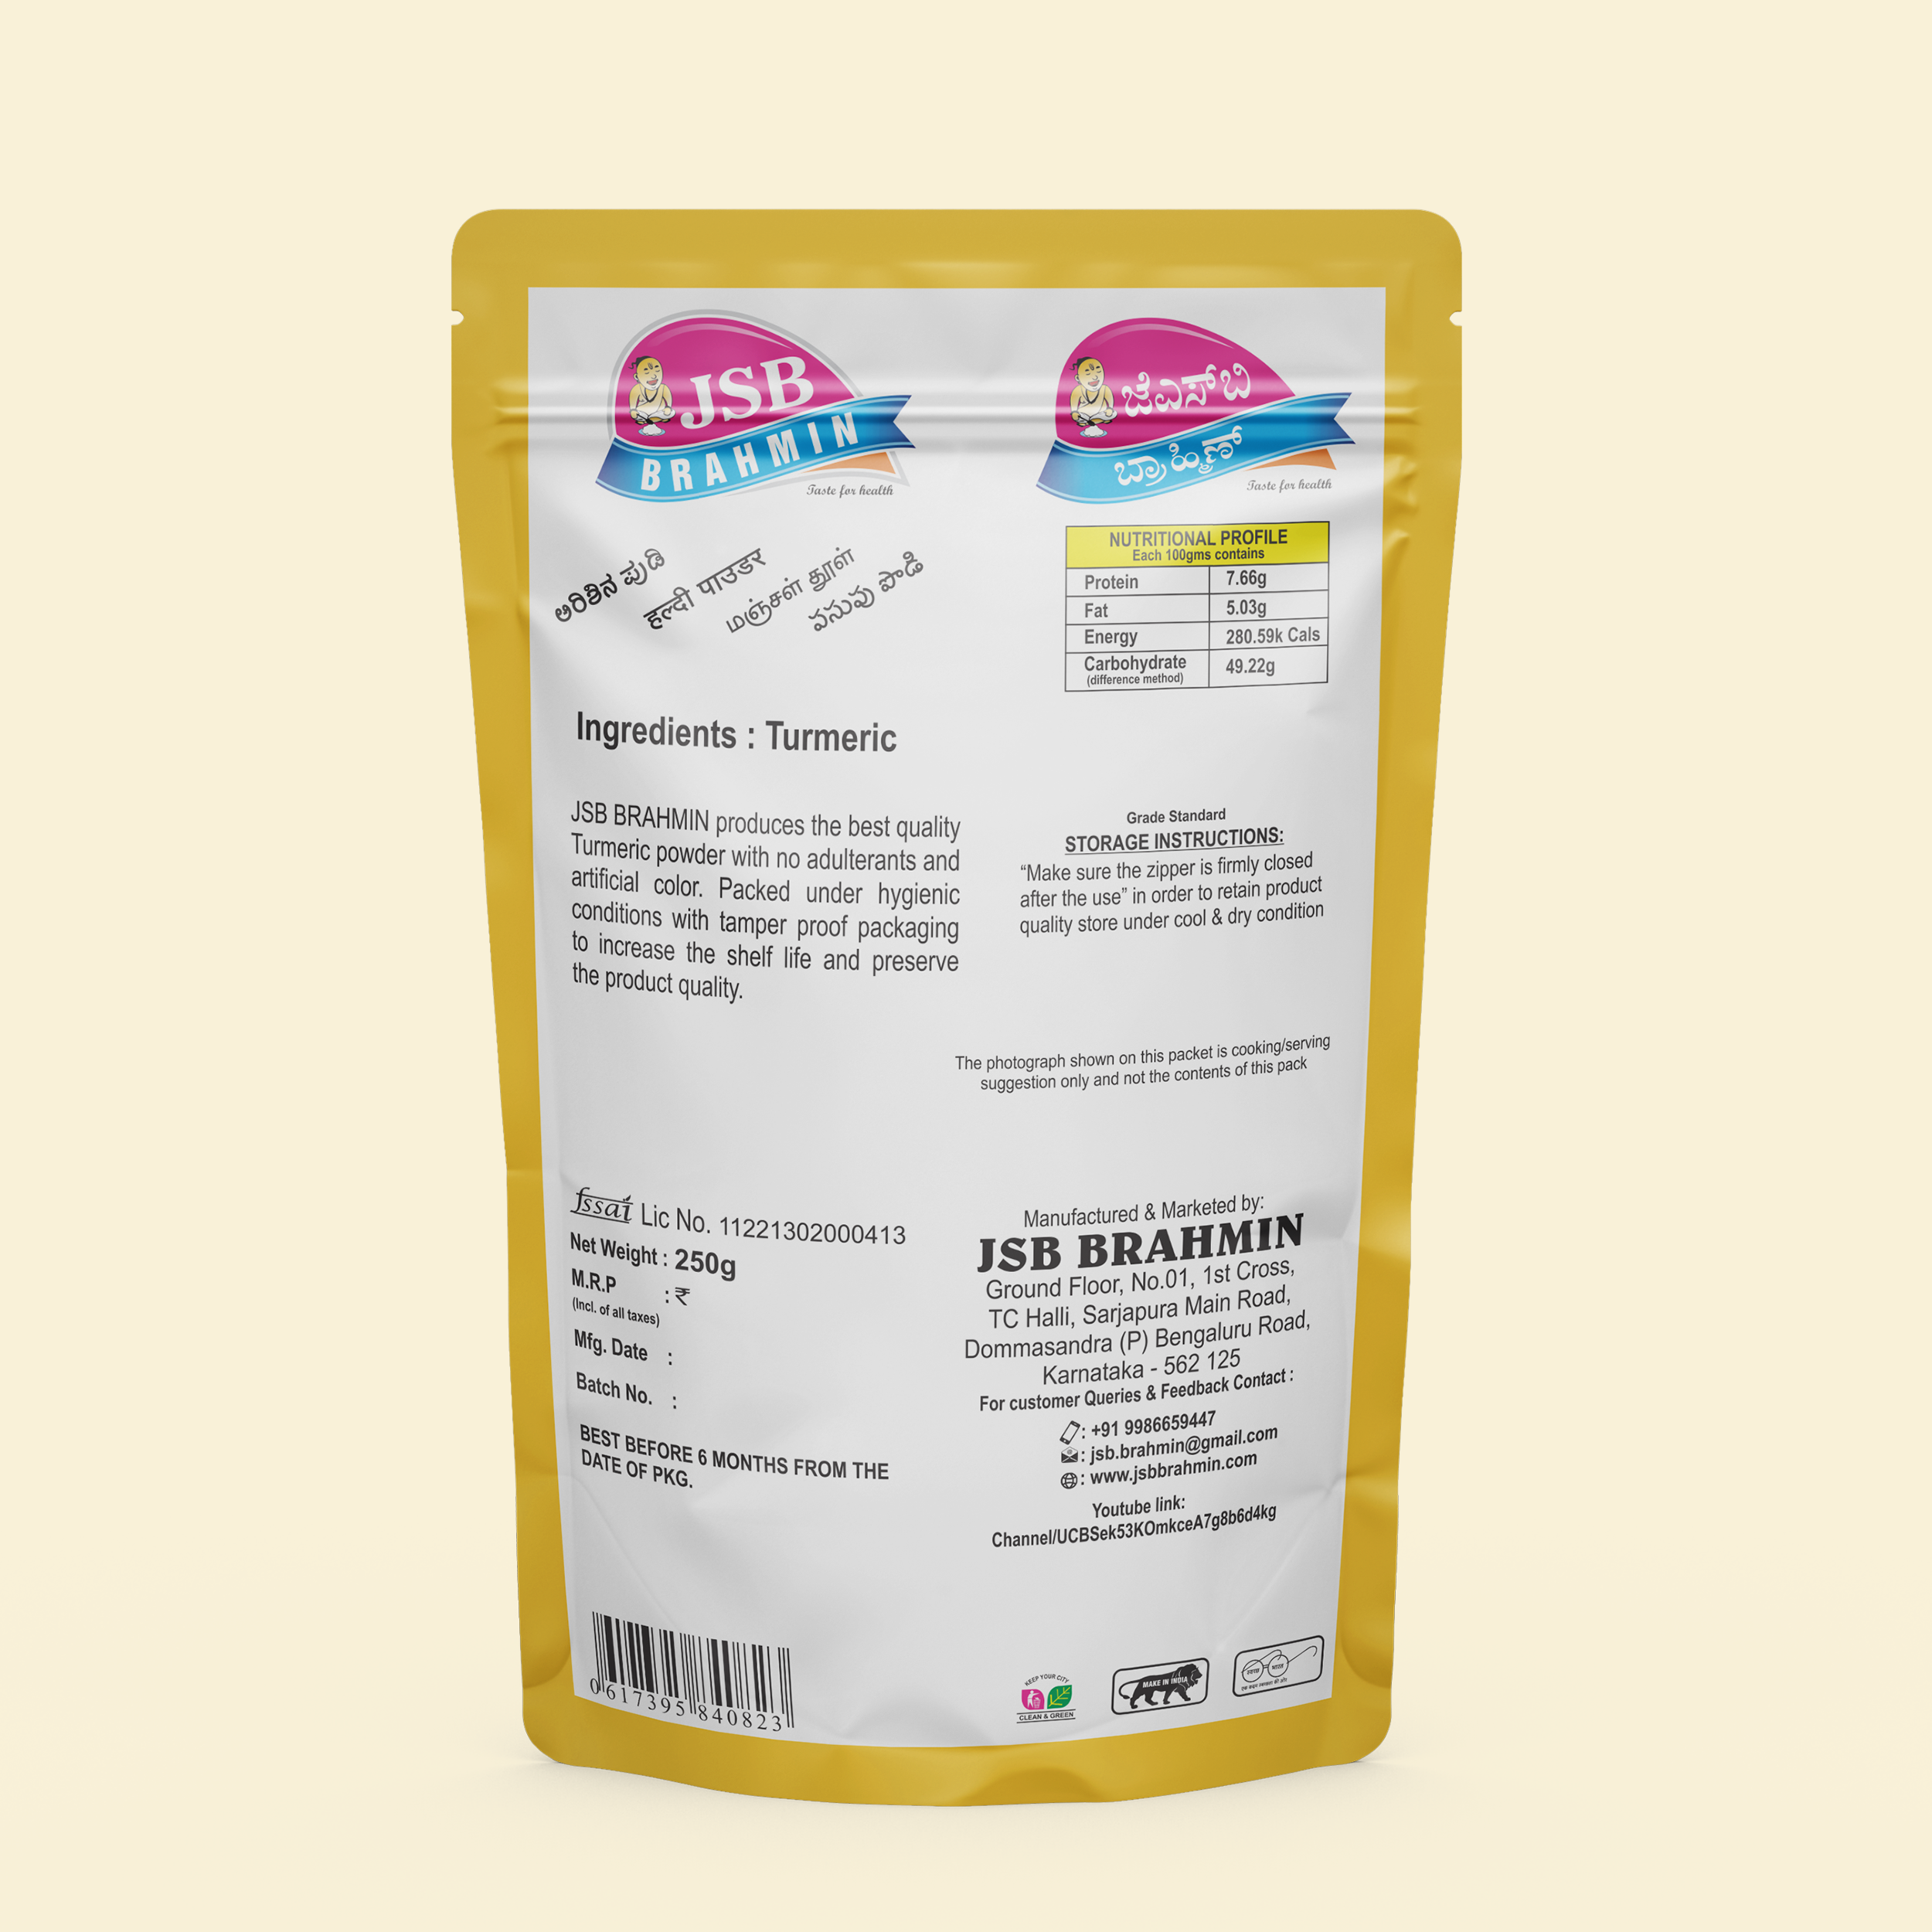 JSB
BRAHMIN
Taste for health
ಜೆಎಸ್‌ಬಿ
ಬ್ರಾಹ್ಮಿಣ್
Taste for health
ಅರಿಶಿನ ಪುಡಿ
हल्दी पाउडर
மஞ்சள் தூள்
పసుపు పౌడి
NUTRITIONAL PROFILE
Each 100gms contains
Protein 7.66g
Fat 5.03g
Energy 280.59k Cals
Carbohydrate 49.22g
(difference method)
Ingredients : Turmeric
JSB BRAHMIN produces the best quality
Turmeric powder with no adulterants and
artificial color. Packed under hygienic
conditions with tamper proof packaging
to increase the shelf life and preserve
the product quality.
Grade Standard
STORAGE INSTRUCTIONS:
“Make sure the zipper is firmly closed
after the use” in order to retain product
quality store under cool & dry condition
The photograph shown on this packet is cooking/serving
suggestion only and not the contents of this pack
fssai Lic No. 11221302000413
Net Weight : 250g
M.R.P : ₹
(Incl. of all taxes)
Mfg. Date :
Batch No. :
BEST BEFORE 6 MONTHS FROM THE
DATE OF PKG.
Manufactured & Marketed by:
JSB BRAHMIN
Ground Floor, No.01, 1st Cross,
TC Halli, Sarjapura Main Road,
Dommasandra (P) Bengaluru Road,
Karnataka - 562 125
For customer Queries & Feedback Contact :
: +91 9986659447
: jsb.brahmin@gmail.com
: www.jsbbrahmin.com
Youtube link:
Channel/UCBSek53KOmkceA7g8b6d4kg
0 617395 840823
KEEP YOUR CITY
CLEAN & GREEN
MAKE IN INDIA
स्वच्छ भारत
एक कदम स्वच्छता की ओर